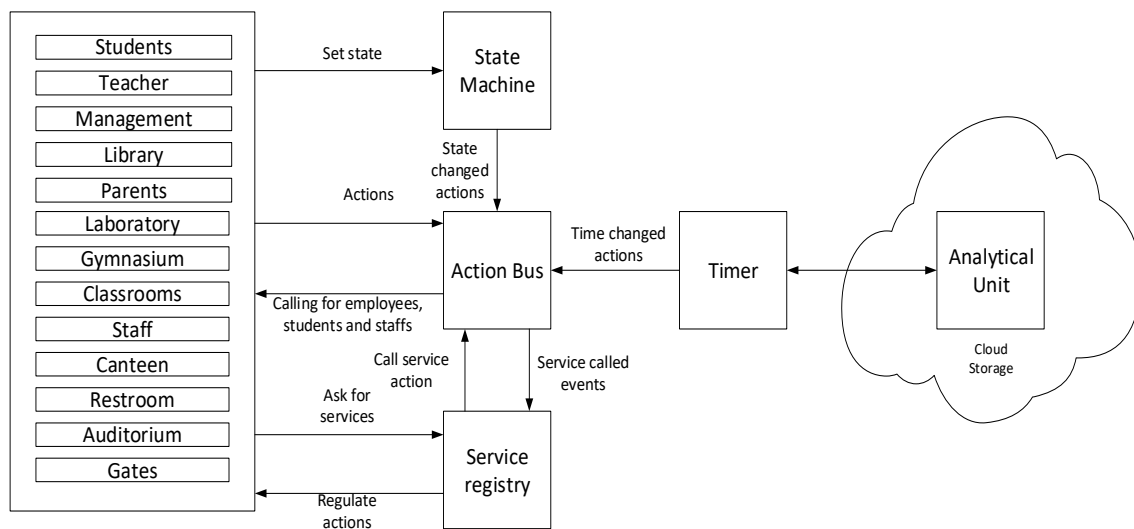 Students
Teacher
Management
Library
Parents
Laboratory
Gymnasium
Classrooms
Staff
Canteen
Restroom
Auditorium
Gates
Set state
State
Machine
State
changed
actions
Actions
Action Bus
Time changed
actions
Timer
Analytical
Unit
Cloud
Storage
Calling for employees,
students and staffs
Call service
action
Service called
events
Ask for
services
Service
registry
Regulate
actions